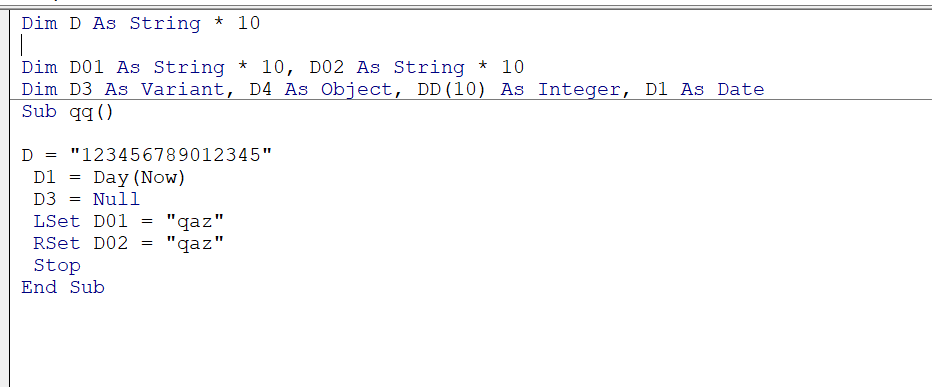 Dim D As String * 10
Dim D01 As String * 10, D02 As String * 10
Dim D3 As Variant, D4 As Object, DD(10) As Integer, D1 As Date
Sub qq()
D = "123456789012345"
D1 = Day(Now)
D3 = Null
LSet D01 = "qaz"
RSet D02 = "qaz"
Stop
End Sub